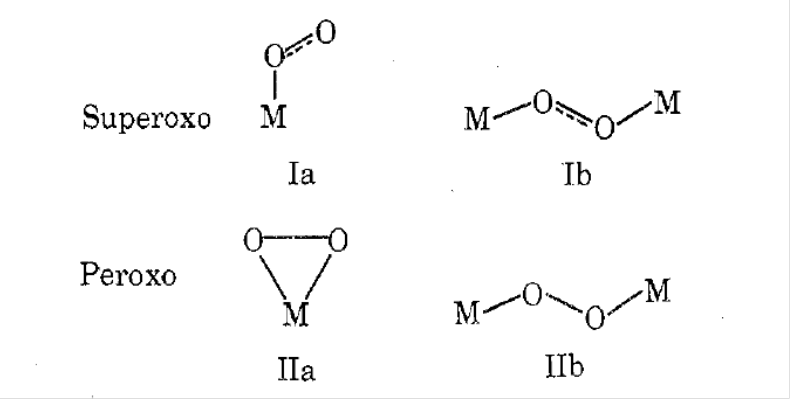 O
O
Superoxo M M O O M
Ia Ib
O O
Peroxo M M O O M
IIa IIb